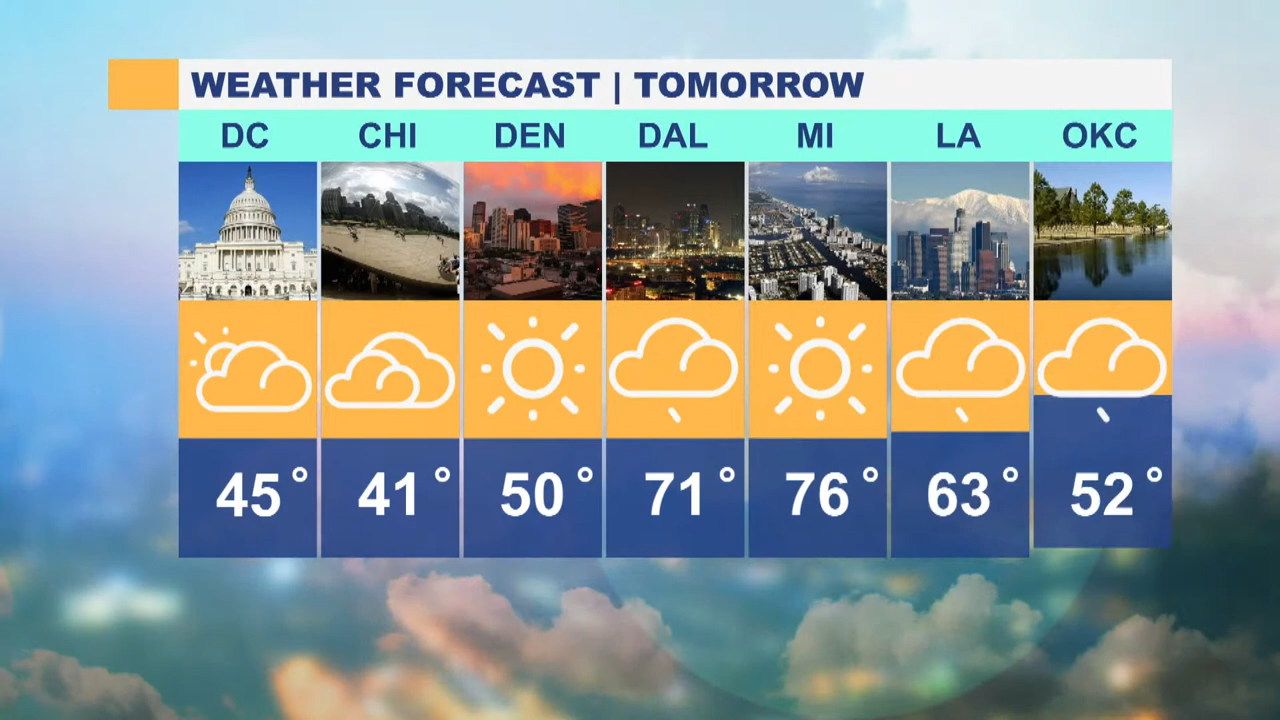 WEATHER FORECAST | TOMORROW
DC CHI DEN DAL MI LA OKC
45° 41° 50° 71° 76° 63° 52°